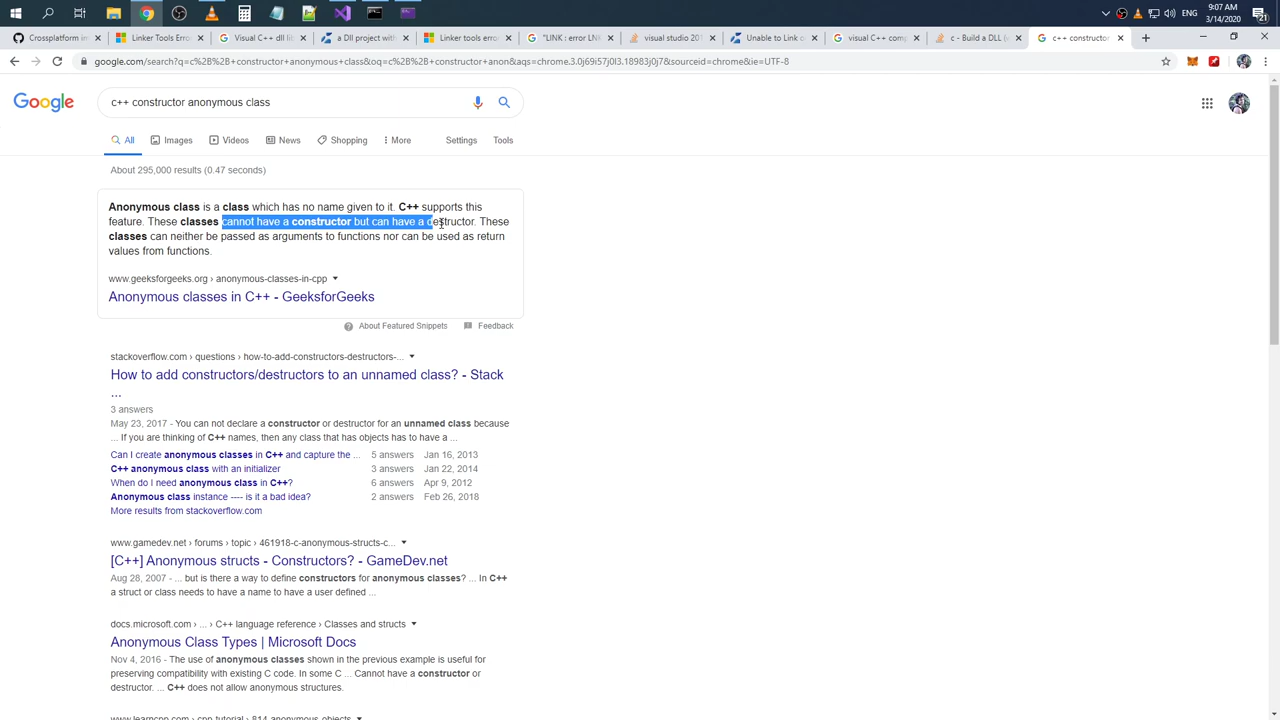 9:07 AM
ENG
3/14/2020
21
Crossplatform im
Linker Tools Erro
Visual C++ dll lis
a Dll project with
Linker tools error
"LINK : error LNK
visual studio 201
Unable to Link o
visual C++ comp
c - Build a DLL (v
c++ constructor
google.com/search?q=c%2B%2B+constructor+anonymous+class&oq=c%2B%2B+constructor+anon&aqs=chrome.3.0j69i57j0l3.18983j0j7&sourceid=chrome&ie=UTF-8
Google
c++ constructor anonymous class
All Images Videos News Shopping More Settings Tools
About 295,000 results (0.47 seconds)
Anonymous class is a class which has no name given to it. C++ supports this
feature. These classes cannot have a constructor but can have a destructor. These
classes can neither be passed as arguments to functions nor can be used as return
values from functions.
www.geeksforgeeks.org › anonymous-classes-in-cpp
Anonymous classes in C++ - GeeksforGeeks
About Featured Snippets Feedback
stackoverflow.com › questions › how-to-add-constructors-destructors-...
How to add constructors/destructors to an unnamed class? - Stack
...
3 answers
May 23, 2017 - You can not declare a constructor or destructor for an unnamed class because
... If you are thinking of C++ names, then any class that has objects has to have a ...
Can I create anonymous classes in C++ and capture the ... 5 answers Jan 16, 2013
C++ anonymous class with an initializer 3 answers Jan 22, 2014
When do I need anonymous class in C++? 6 answers Apr 9, 2012
Anonymous class instance ---- is it a bad idea? 2 answers Feb 26, 2018
More results from stackoverflow.com
www.gamedev.net › forums › topic › 461918-c-anonymous-structs-c...
[C++] Anonymous structs - Constructors? - GameDev.net
Aug 28, 2007 - ... but is there a way to define constructors for anonymous classes? ... In C++
a struct or class needs to have a name to have a user defined ...
docs.microsoft.com › ... › C++ language reference › Classes and structs
Anonymous Class Types | Microsoft Docs
Nov 4, 2016 - The use of anonymous classes shown in the previous example is useful for
preserving compatibility with existing C code. In some C ... Cannot have a constructor or
destructor. ... C++ does not allow anonymous structures.
www.learncpp.com › cpp-tutorial › 814-anonymous-objects